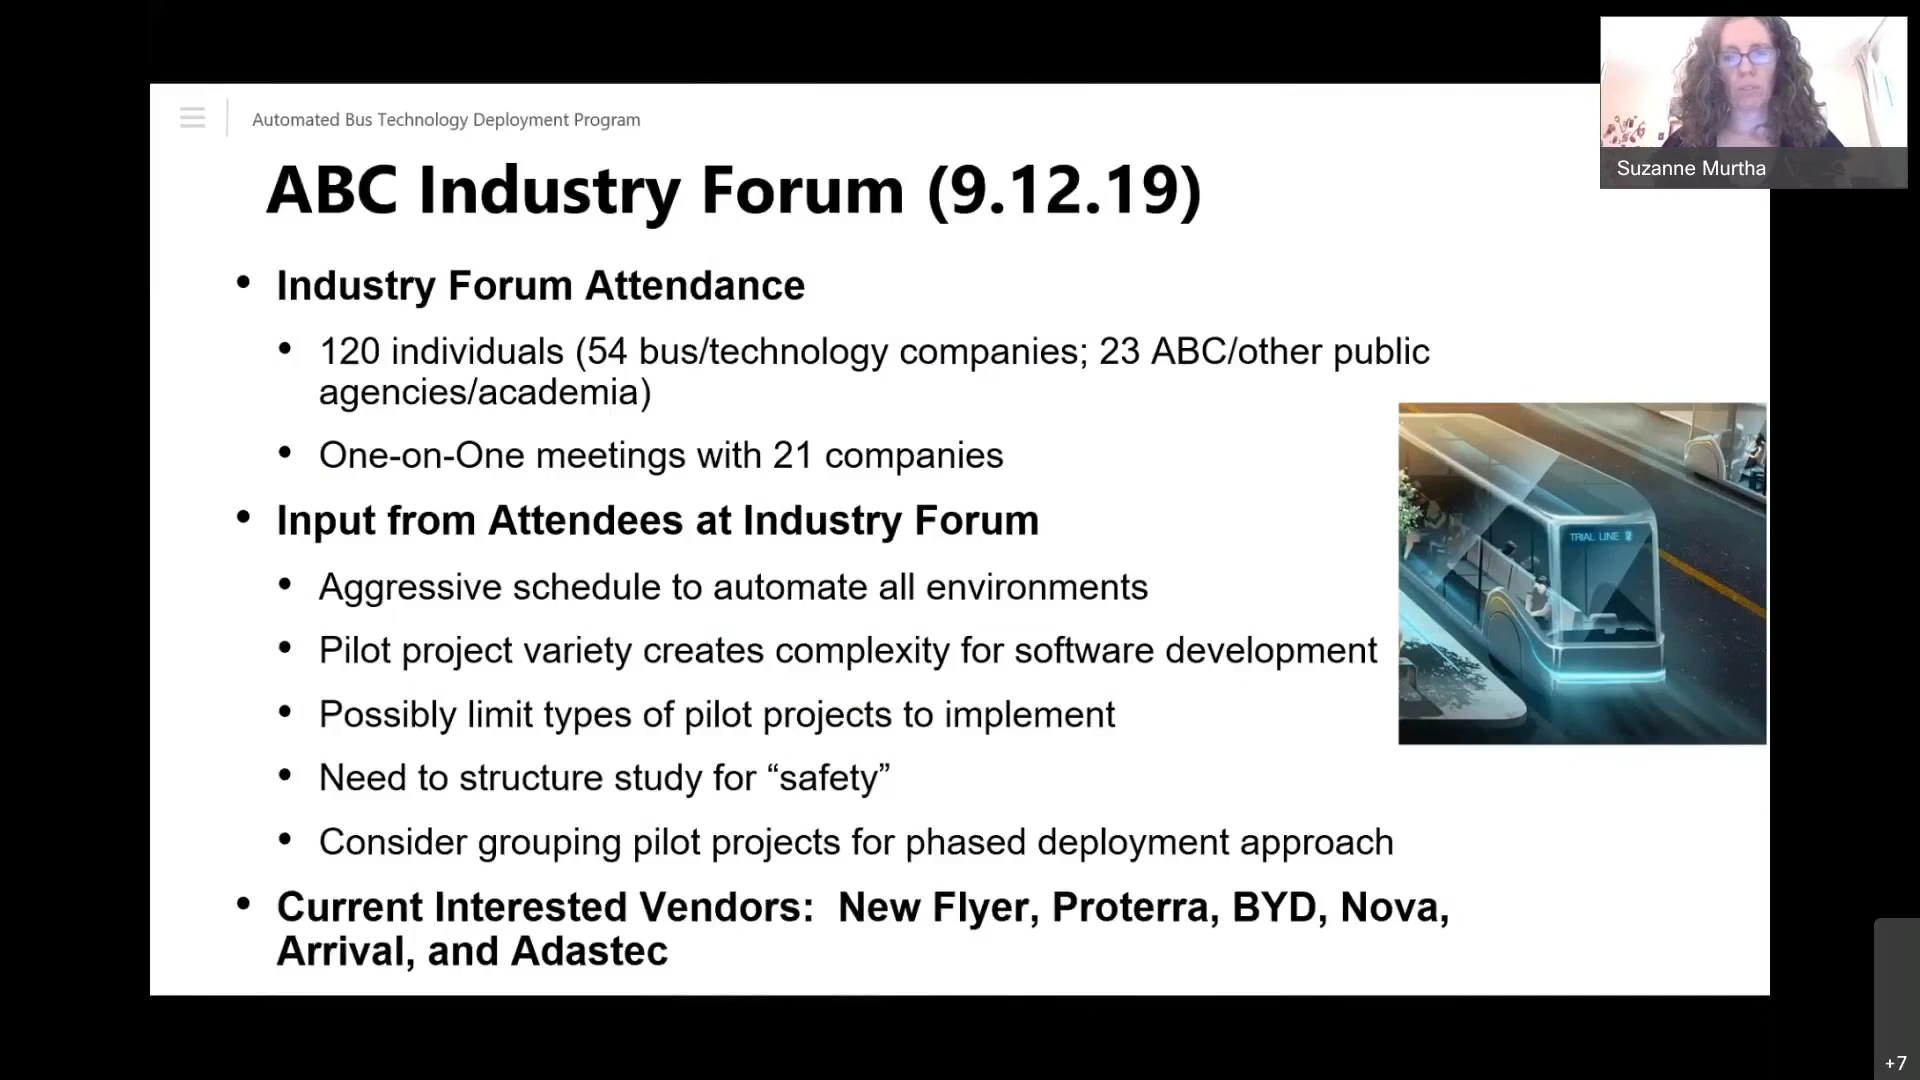 Automated Bus Technology Deployment Program
Suzanne Murtha
ABC Industry Forum (9.12.19)
• Industry Forum Attendance
• 120 individuals (54 bus/technology companies; 23 ABC/other public
agencies/academia)
• One-on-One meetings with 21 companies
• Input from Attendees at Industry Forum
• Aggressive schedule to automate all environments
• Pilot project variety creates complexity for software development
• Possibly limit types of pilot projects to implement
• Need to structure study for “safety”
• Consider grouping pilot projects for phased deployment approach
• Current Interested Vendors:  New Flyer, Proterra, BYD, Nova,
Arrival, and Adastec
TRIAL LINE 2
+7